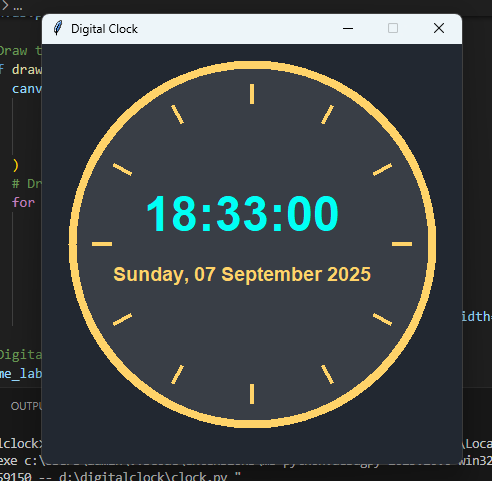 Digital Clock
Draw t
draw
canv
)
# Dr
for
18:33:00
Sunday, 07 September 2025
idth=
Digita
me_lab
OUTPU
lclock>
\Loca
exe c:\
win32
59150 -- d:\digitalclock\clock.py "